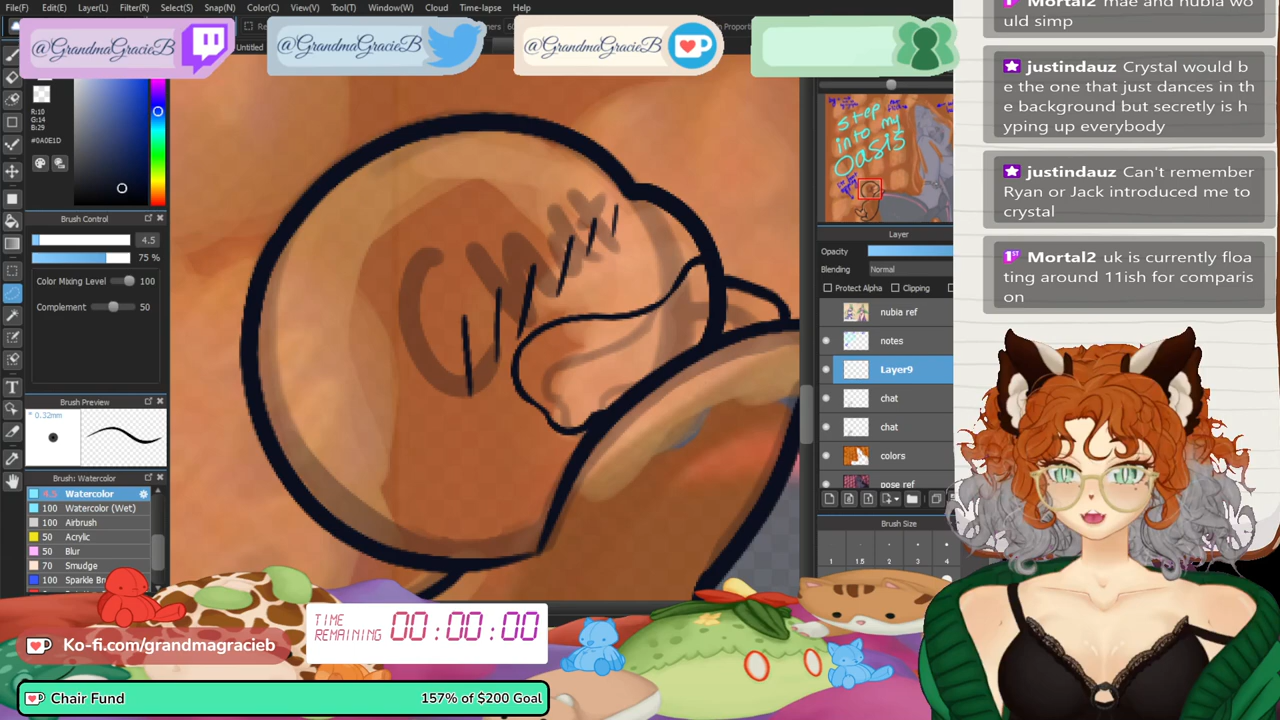 File(F) Edit(E) Layer(L) Filter(R) Select(S) Snap(N) Color(C) View(V) Tool(T) Window(W) Cloud Time-lapse Help
@GrandmaGracieB
@GrandmaGracieB
@GrandmaGracieB
Untitled
R:10
G:14
B:29
#0A0E1D
Brush Control
4.5
75 %
Color Mixing Level 100
Complement 50
Brush Preview
* 0.32mm
Brush: Watercolor
4.5 Watercolor
100 Watercolor (Wet)
100 Airbrush
50 Acrylic
50 Blur
70 Smudge
100 Sparkle Br
Chat
step
into my
Oasis
Layer
Opacity
Blending Normal
Protect Alpha Clipping
nubia ref
notes
Layer9
chat
chat
colors
pose ref
Brush Size
1 1.5 2 3 4
Mortal2 mae and nubia wo
uld simp
justindauz Crystal would b
e the one that just dances in th
e background but secretly is h
yping up everybody
justindauz Can't remember
Ryan or Jack introduced me to
crystal
1ST Mortal2 uk is currently floa
ting around 11ish for comparis
on
TIME
REMAINING 00:00:00
Ko-fi.com/grandmagracieb
Chair Fund 157% of $200 Goal